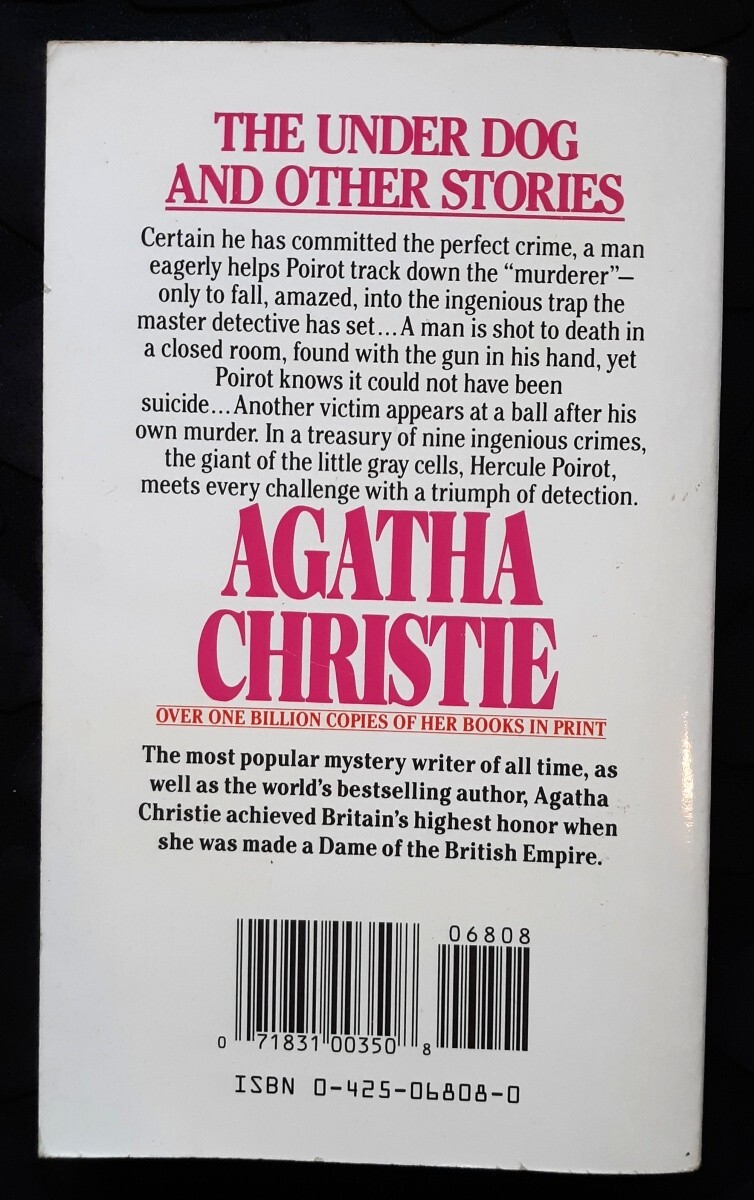 THE UNDER DOG
AND OTHER STORIES
Certain he has committed the perfect crime, a man
eagerly helps Poirot track down the “murderer”—
only to fall, amazed, into the ingenious trap the
master detective has set...A man is shot to death in
a closed room, found with the gun in his hand, yet
Poirot knows it could not have been
suicide...Another victim appears at a ball after his
own murder. In a treasury of nine ingenious crimes,
the giant of the little gray cells, Hercule Poirot,
meets every challenge with a triumph of detection.
AGATHA
CHRISTIE
OVER ONE BILLION COPIES OF HER BOOKS IN PRINT
The most popular mystery writer of all time, as
well as the world’s bestselling author, Agatha
Christie achieved Britain’s highest honor when
she was made a Dame of the British Empire.
06808
0 71831 00350 8
ISBN 0-425-06808-0